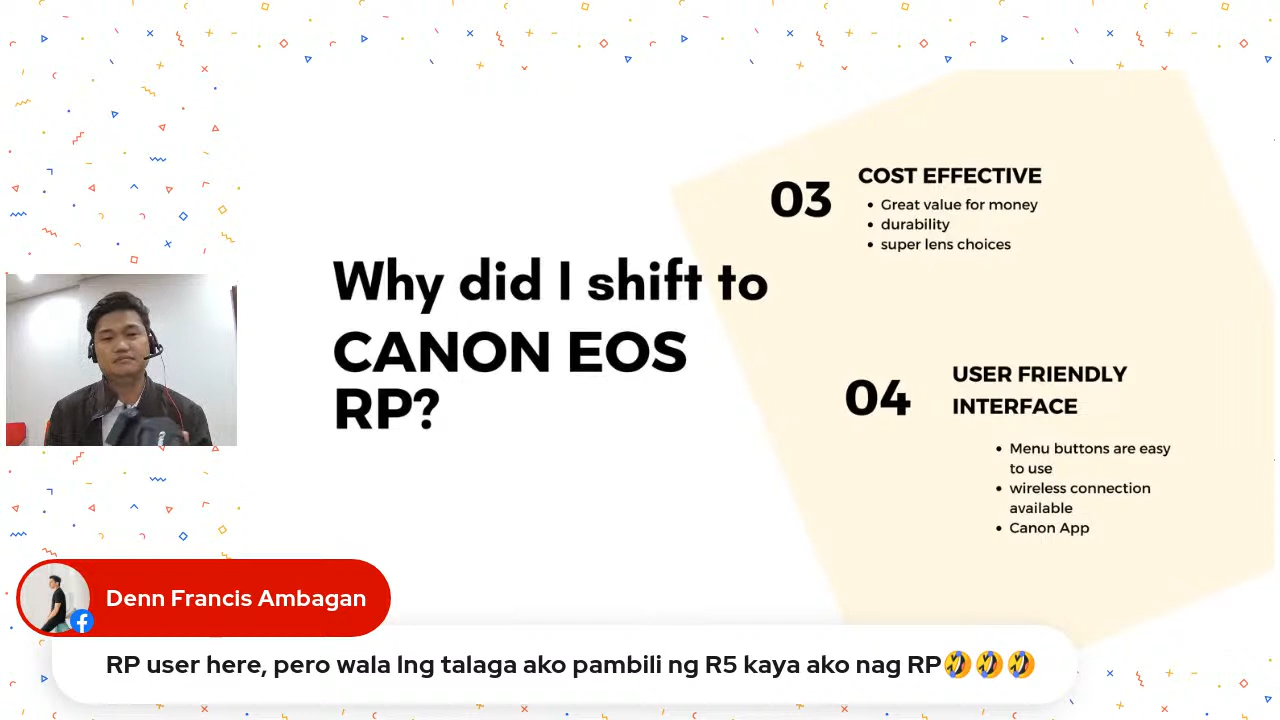 Why did I shift to
CANON EOS
RP?
03
COST EFFECTIVE
• Great value for money
• durability
• super lens choices
04
USER FRIENDLY
INTERFACE
• Menu buttons are easy
to use
• wireless connection
available
• Canon App
Denn Francis Ambagan
RP user here, pero wala lng talaga ako pambili ng R5 kaya ako nag RP🤣🤣🤣